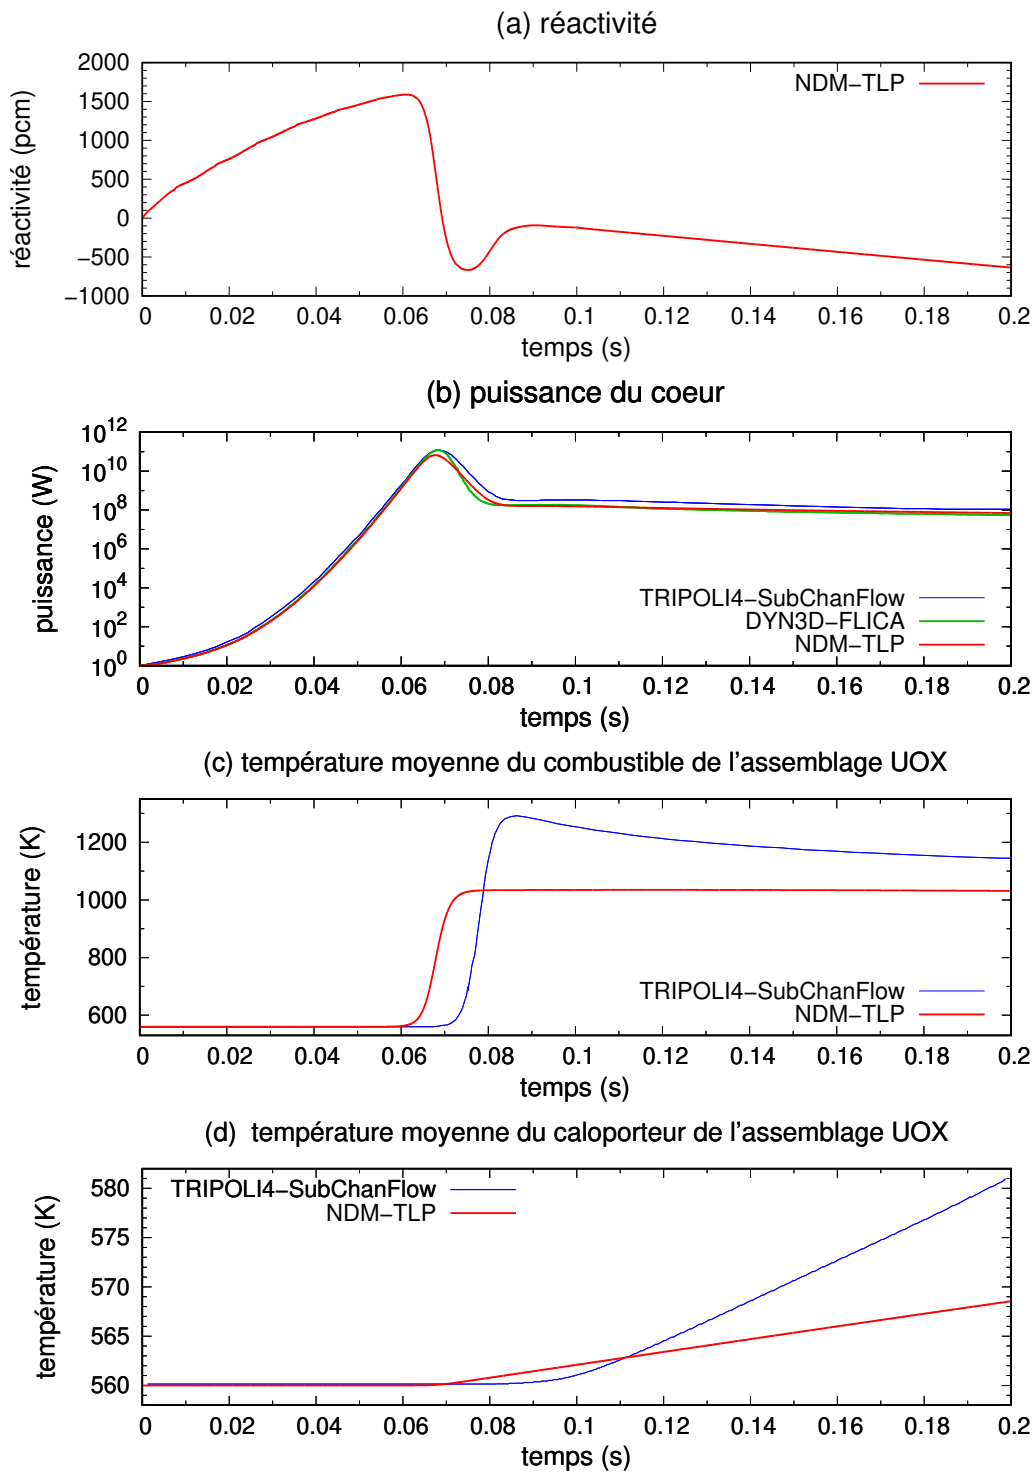 (a) réactivité
réactivité (pcm)
2000
1500
1000
500
0
−500
−1000
NDM−TLP
0 0.02 0.04 0.06 0.08 0.1 0.12 0.14 0.16 0.18 0.2
temps (s)
(b) puissance du coeur
puissance (W)
10^12
10^10
10^8
10^6
10^4
10^2
10^0
TRIPOLI4−SubChanFlow
DYN3D−FLICA
NDM−TLP
0 0.02 0.04 0.06 0.08 0.1 0.12 0.14 0.16 0.18 0.2
temps (s)
(c) température moyenne du combustible de l'assemblage UOX
température (K)
1200
1000
800
600
TRIPOLI4−SubChanFlow
NDM−TLP
0 0.02 0.04 0.06 0.08 0.1 0.12 0.14 0.16 0.18 0.2
temps (s)
(d) température moyenne du caloporteur de l'assemblage UOX
température (K)
580
575
570
565
560
TRIPOLI4−SubChanFlow
NDM−TLP
0 0.02 0.04 0.06 0.08 0.1 0.12 0.14 0.16 0.18 0.2
temps (s)